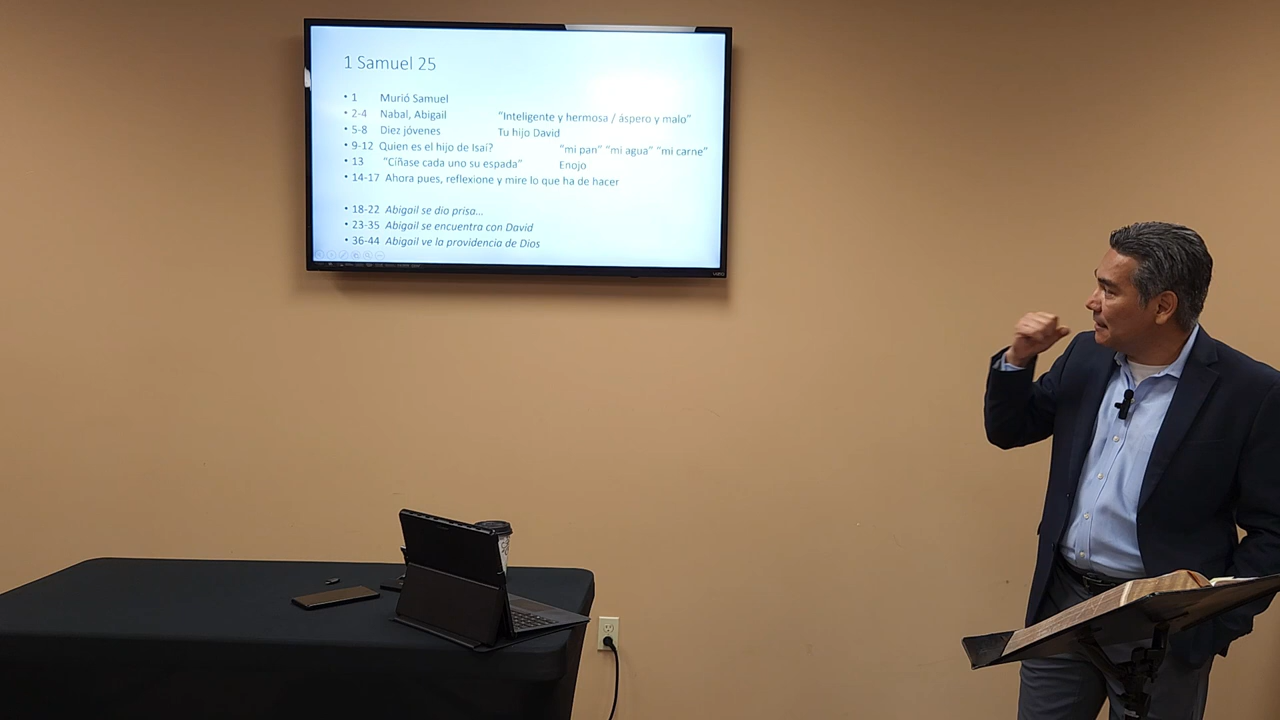 1 Samuel 25
• 1 Murió Samuel
• 2-4 Nabal, Abigail "Inteligente y hermosa / áspero y malo"
• 5-8 Diez jóvenes Tu hijo David
• 9-12 Quien es el hijo de Isaí? "mi pan" "mi agua" "mi carne"
• 13 "Cíñase cada uno su espada" Enojo
• 14-17 Ahora pues, reflexione y mire lo que ha de hacer
• 18-22 Abigail se dio prisa...
• 23-35 Abigail se encuentra con David
• 36-44 Abigail ve la providencia de Dios
VIZIO